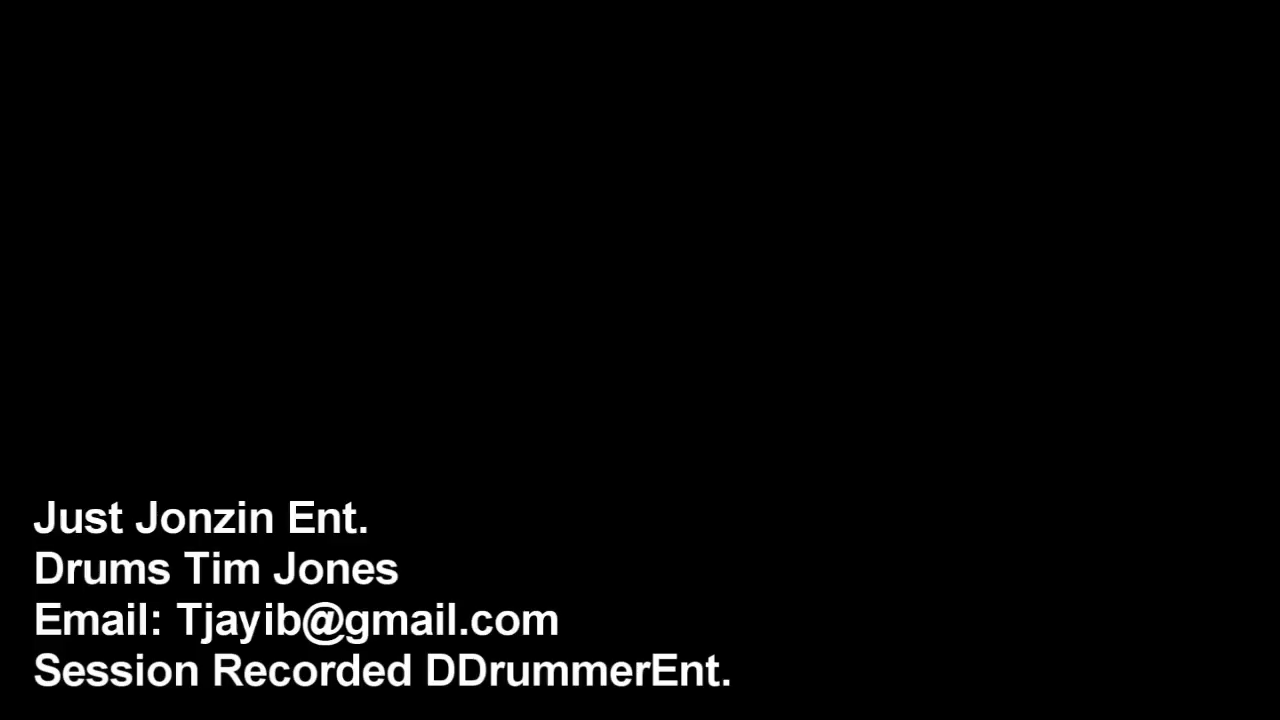 Just Jonzin Ent.
Drums Tim Jones
Email: Tjayib@gmail.com
Session Recorded DDrummerEnt.